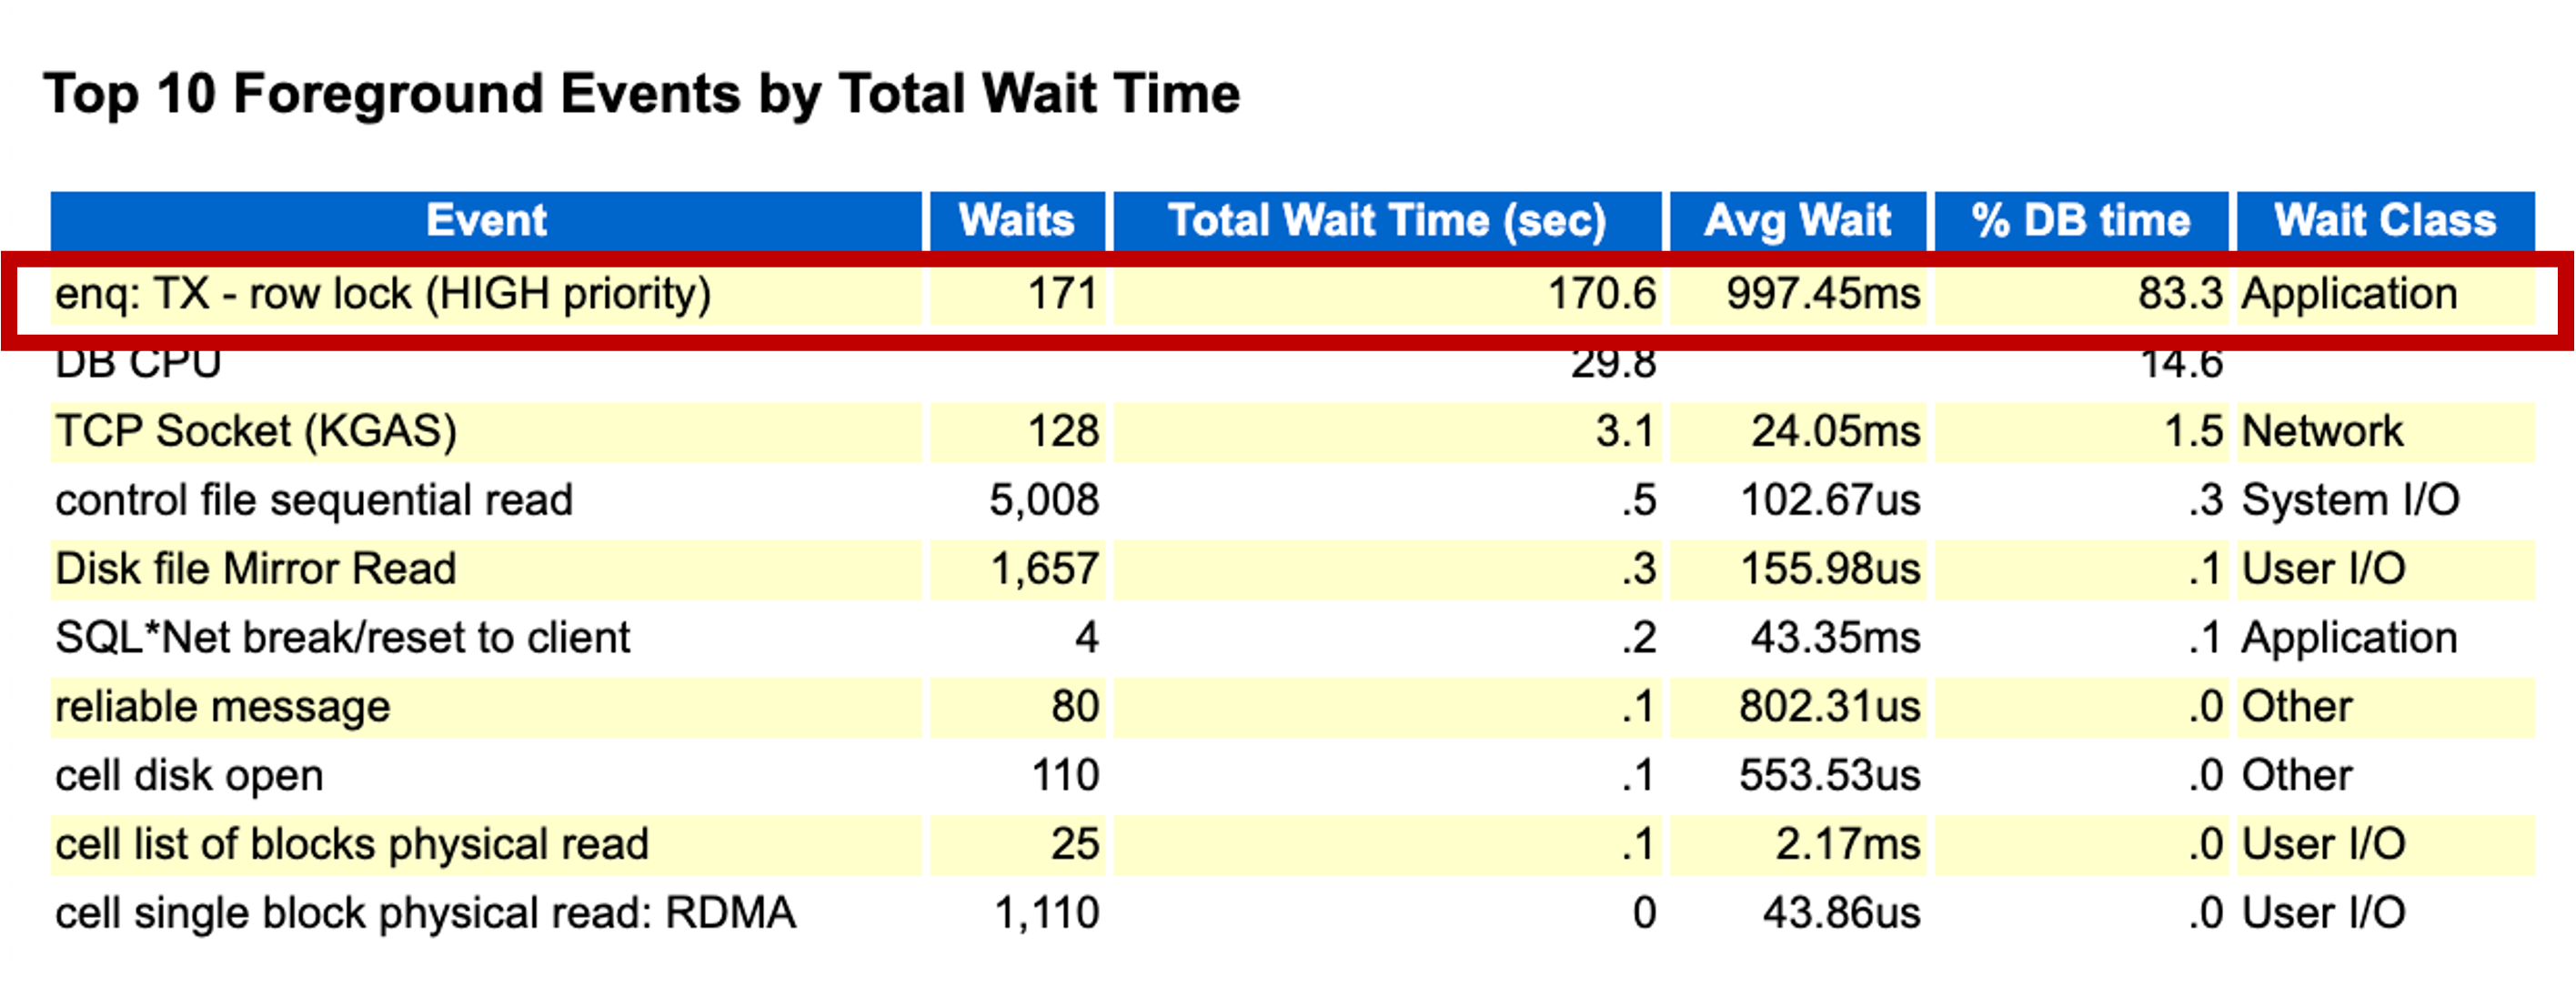 Top 10 Foreground Events by Total Wait Time
Event Waits Total Wait Time (sec) Avg Wait % DB time Wait Class
enq: TX - row lock (HIGH priority) 171 170.6 997.45ms 83.3 Application
DB CPU 29.8 14.6
TCP Socket (KGAS) 128 3.1 24.05ms 1.5 Network
control file sequential read 5,008 .5 102.67us .3 System I/O
Disk file Mirror Read 1,657 .3 155.98us .1 User I/O
SQL*Net break/reset to client 4 .2 43.35ms .1 Application
reliable message 80 .1 802.31us .0 Other
cell disk open 110 .1 553.53us .0 Other
cell list of blocks physical read 25 .1 2.17ms .0 User I/O
cell single block physical read: RDMA 1,110 0 43.86us .0 User I/O